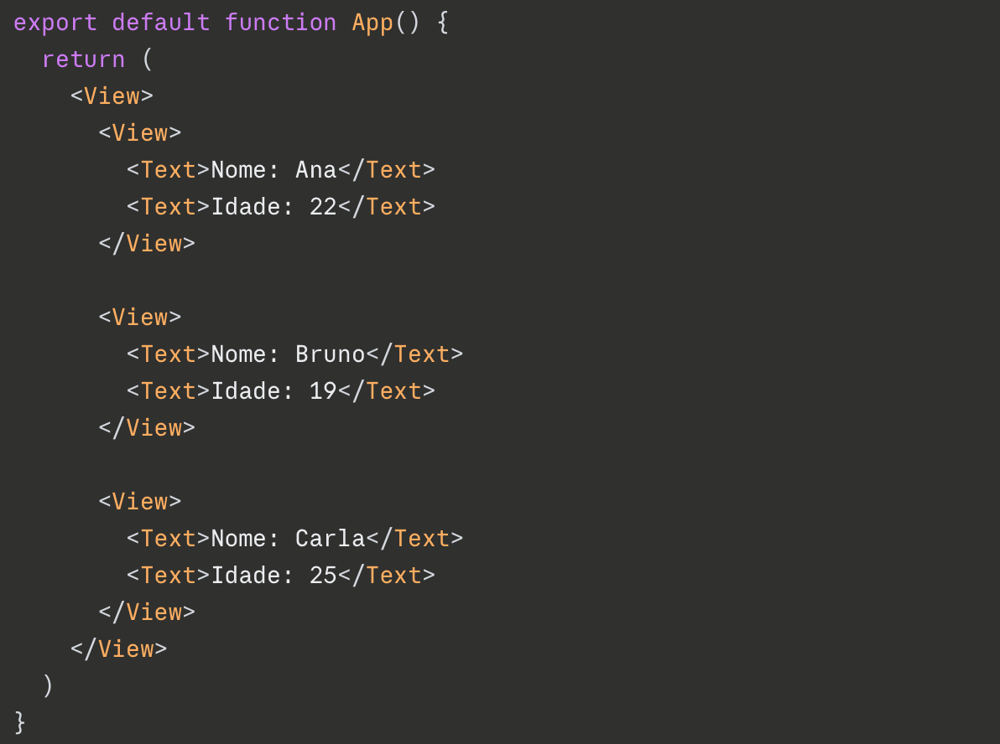 export default function App() {
  return (
    <View>
      <View>
        <Text>Nome: Ana</Text>
        <Text>Idade: 22</Text>
      </View>

      <View>
        <Text>Nome: Bruno</Text>
        <Text>Idade: 19</Text>
      </View>

      <View>
        <Text>Nome: Carla</Text>
        <Text>Idade: 25</Text>
      </View>
    </View>
  )
}